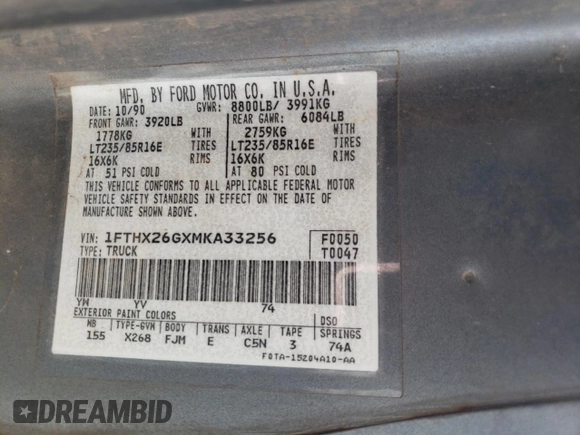 MFD. BY FORD MOTOR CO. IN U.S.A.
DATE: 10/90 GVWR: 8800LB/ 3991KG
FRONT GAWR: 3920LB REAR GAWR: 6084LB
1778KG WITH 2759KG WITH
LT235/85R16E TIRES LT235/85R16E TIRES
16X6K RIMS 16X6K RIMS
AT 51 PSI COLD AT 80 PSI COLD
THIS VEHICLE CONFORMS TO ALL APPLICABLE FEDERAL MOTOR
VEHICLE SAFETY STANDARDS IN EFFECT ON THE DATE OF
MANUFACTURE SHOWN ABOVE.
VIN: 1FTHX26GXMKA33256 F0050
TYPE: TRUCK T0047
YW YV 74
EXTERIOR PAINT COLORS DSO
WB TYPE-GVW BODY TRANS AXLE TAPE SPRINGS
155 X268 FJM E C5N 3 74A
F0TA-15204A10-AA
DREAMBID